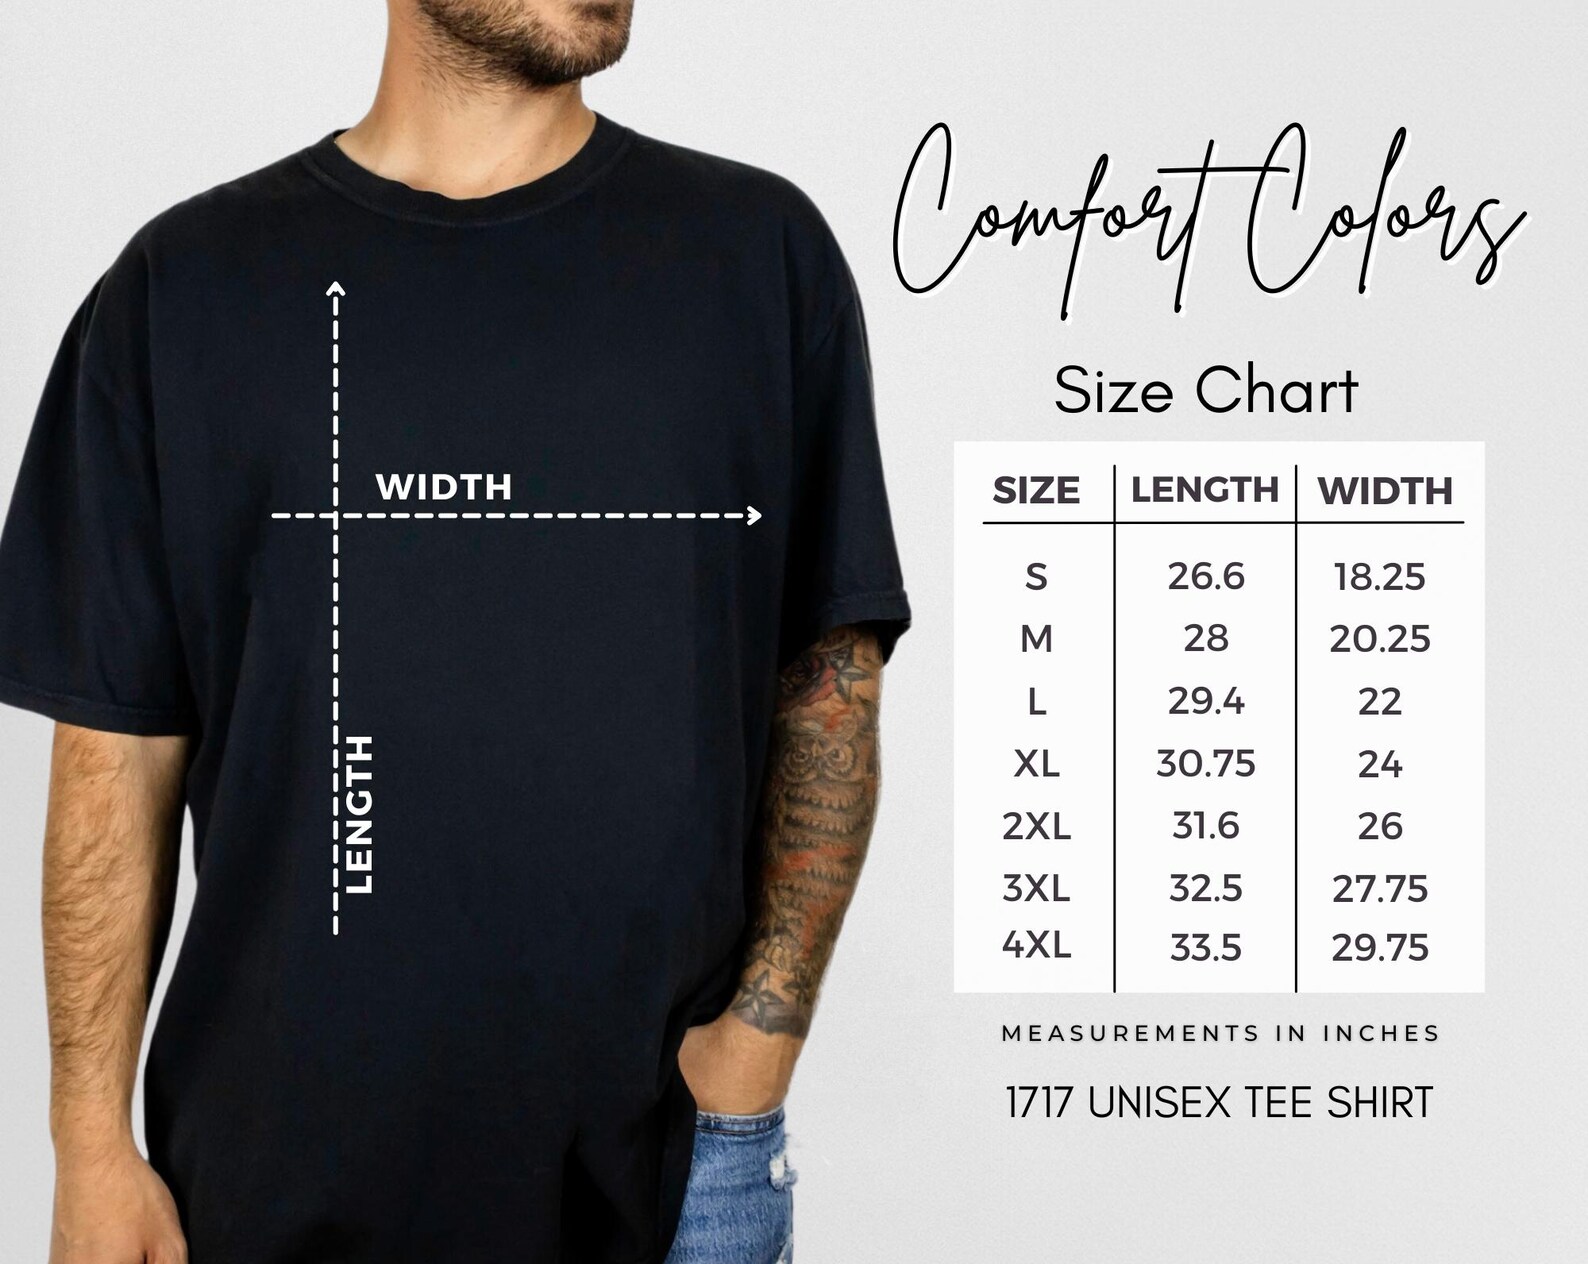 Comfort Colors
Size Chart
SIZE LENGTH WIDTH
S 26.6 18.25
M 28 20.25
L 29.4 22
XL 30.75 24
2XL 31.6 26
3XL 32.5 27.75
4XL 33.5 29.75
MEASUREMENTS IN INCHES
1717 UNISEX TEE SHIRT
WIDTH
LENGTH